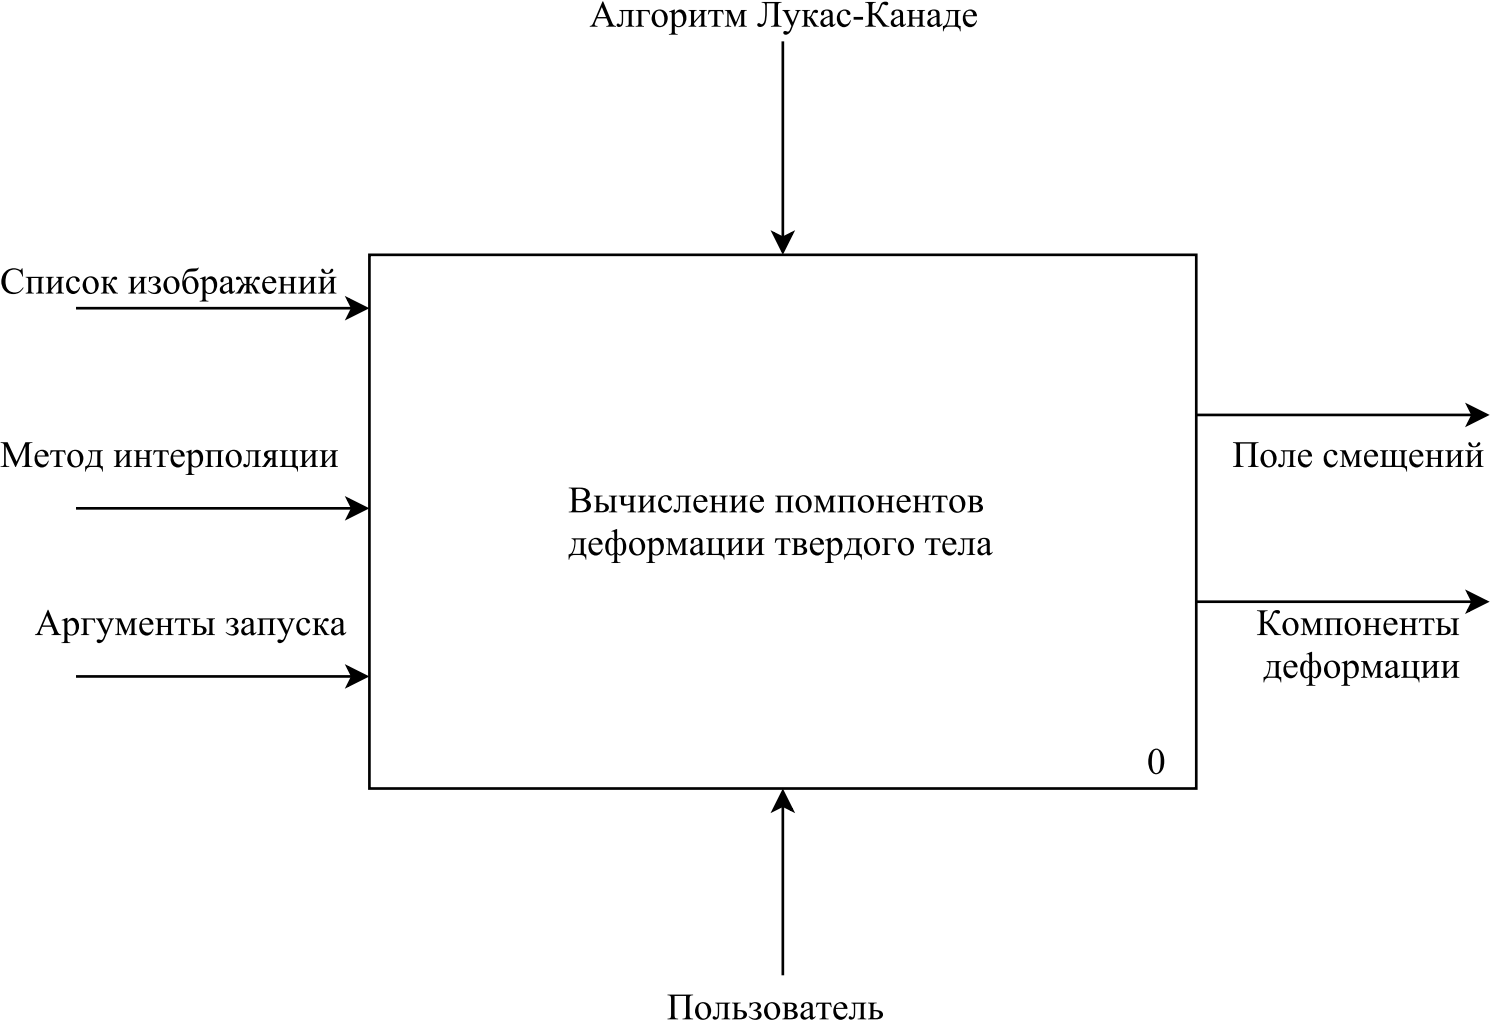 Алгоритм Лукас-Канаде
Список изображений
Метод интерполяции
Аргументы запуска
Вычисление помпонентов
деформации твердого тела
0
Поле смещений
Компоненты
деформации
Пользователь